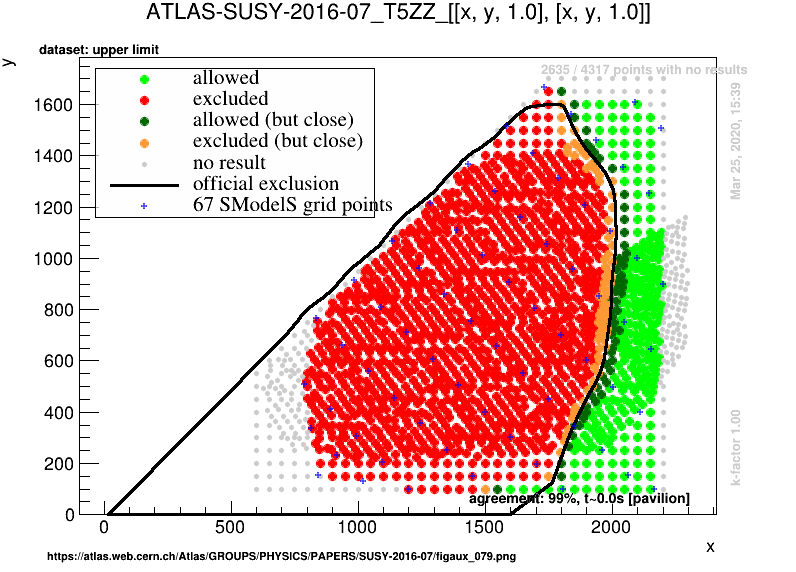 ATLAS-SUSY-2016-07_T5ZZ_[[x, y, 1.0], [x, y, 1.0]]
dataset: upper limit
y
2635 / 4317 points with no results
allowed
excluded
allowed (but close)
excluded (but close)
no result
official exclusion
67 SModelS grid points
Mar 25, 2020, 15:39
k-factor 1.00
1600
1400
1200
1000
800
600
400
200
0
agreement: 99%, t~0.0s [pavilion]
0 500 1000 1500 2000
x
https://atlas.web.cern.ch/Atlas/GROUPS/PHYSICS/PAPERS/SUSY-2016-07/figaux_079.png